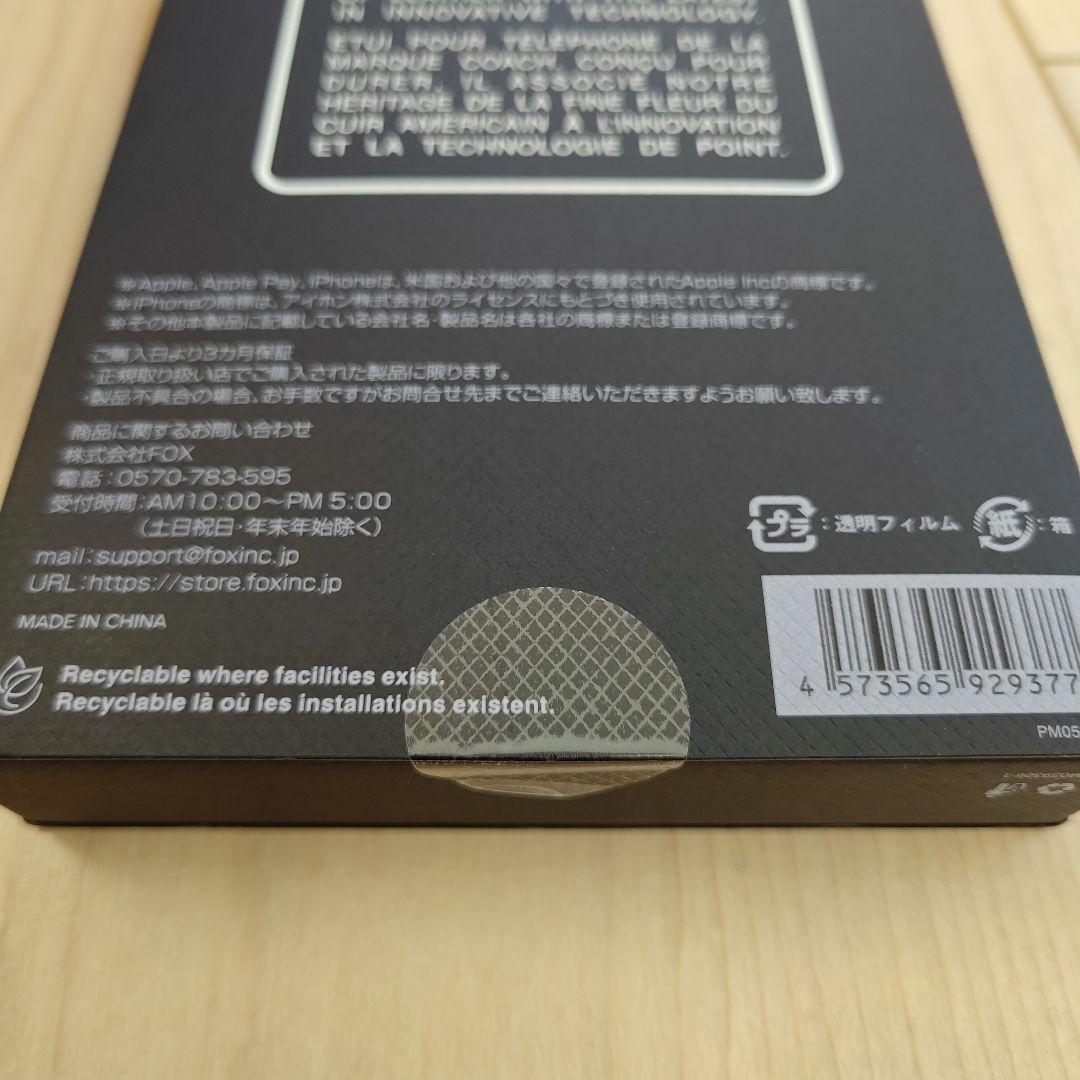 IN INNOVATIVE TECHNOLOGY.
ÉTUI POUR TÉLÉPHONE DE LA
MARQUE COACH. CONÇU POUR
DURER, IL ASSOCIE NOTRE
HÉRITAGE DE LA FINE FLEUR DU
CUIR AMÉRICAIN À L'INNOVATION
ET LA TECHNOLOGIE DE POINT.
※Apple、Apple Pay、iPhoneは、米国および他の国々で登録されたApple Incの商標です。
※iPhoneの商標は、アイホン株式会社のライセンスにもとづき使用されています。
※その他本製品に記載している会社名・製品名は各社の商標または登録商標です。
ご購入日より3カ月保証
・正規取り扱い店でご購入された製品に限ります。
・製品不具合の場合、お手数ですがお問合せ先までご連絡いただきますようお願い致します。
商品に関するお問い合わせ
株式会社FOX
電話：0570-783-595
受付時間：AM10:00～PM 5:00
（土日祝日・年末年始除く）
mail：support@foxinc.jp
URL：https://store.foxinc.jp
MADE IN CHINA
プラ：透明フィルム 紙：箱
Recyclable where facilities exist.
Recyclable là où les installations existent.
4 573565 929377
PM05